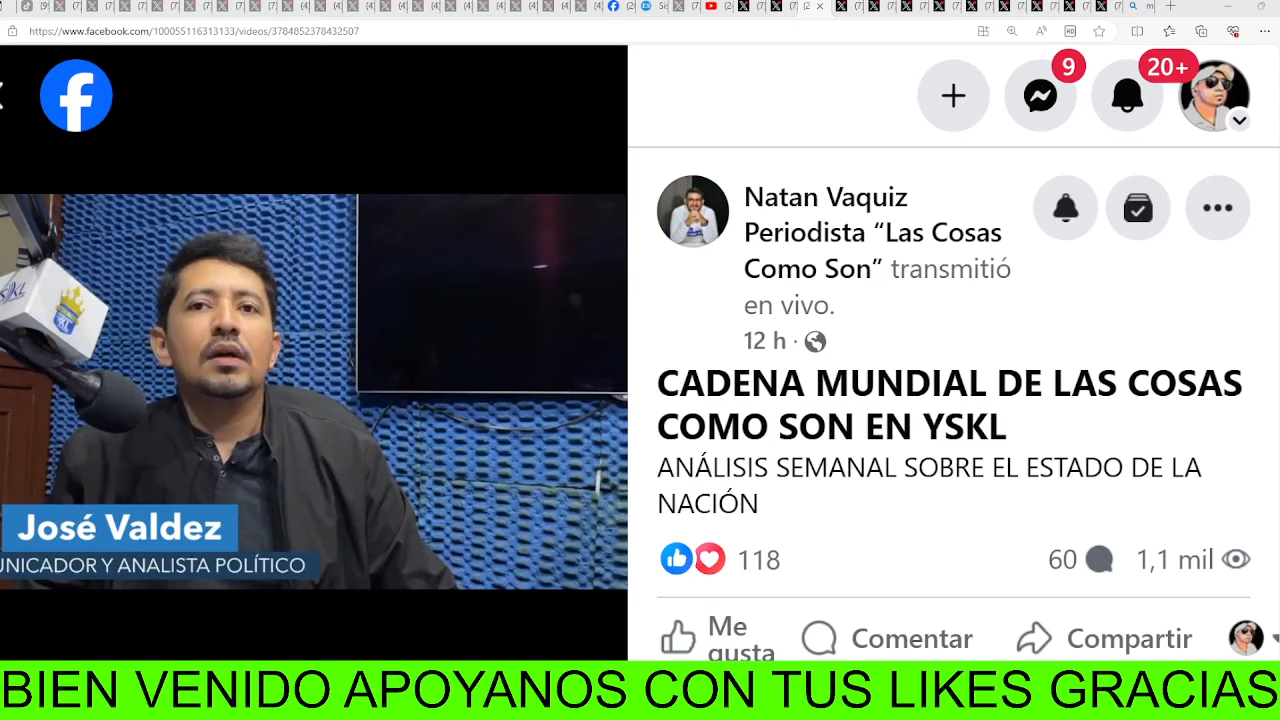 https://www.facebook.com/100055116313133/videos/3784852378432507
9
20+
Natan Vaquiz
Periodista “Las Cosas
Como Son” transmitió
en vivo.
12 h ·
CADENA MUNDIAL DE LAS COSAS
COMO SON EN YSKL
ANÁLISIS SEMANAL SOBRE EL ESTADO DE LA
NACIÓN
118
60
1,1 mil
Me
gusta
Comentar
Compartir
KL
José Valdez
UNICADOR Y ANALISTA POLÍTICO
BIEN VENIDO APOYANOS CON TUS LIKES GRACIAS